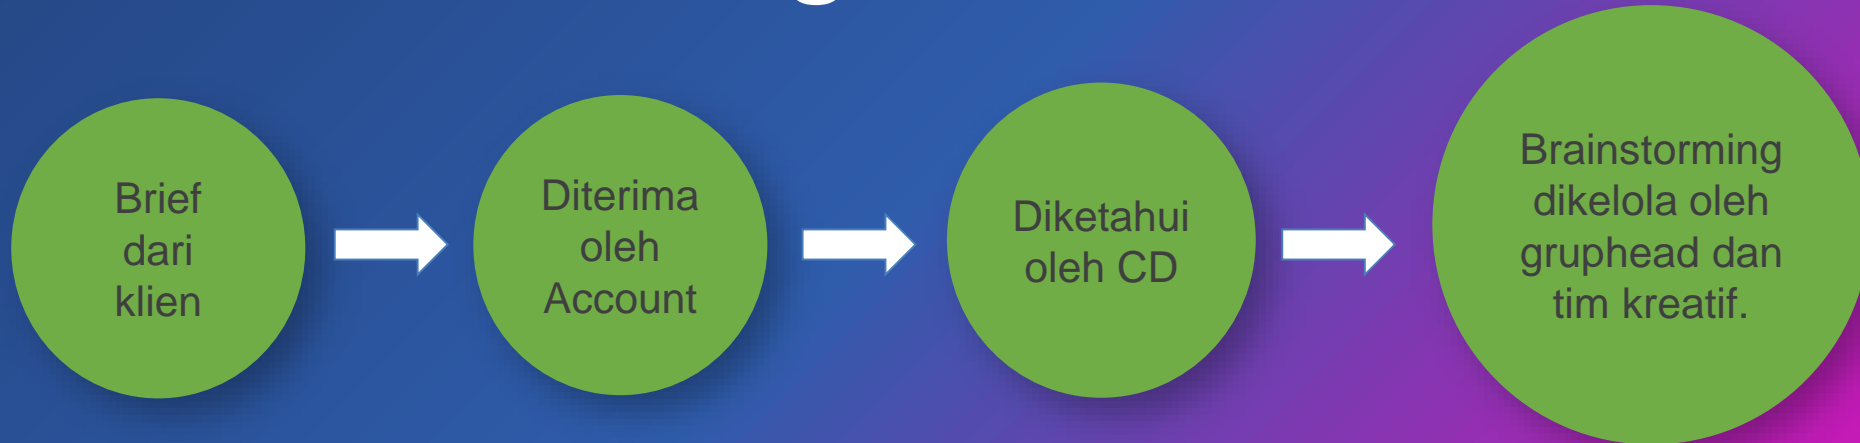 Brief
dari
klien
Diterima
oleh
Account
Diketahui
oleh CD
Brainstorming
dikelola oleh
gruphead dan
tim kreatif.